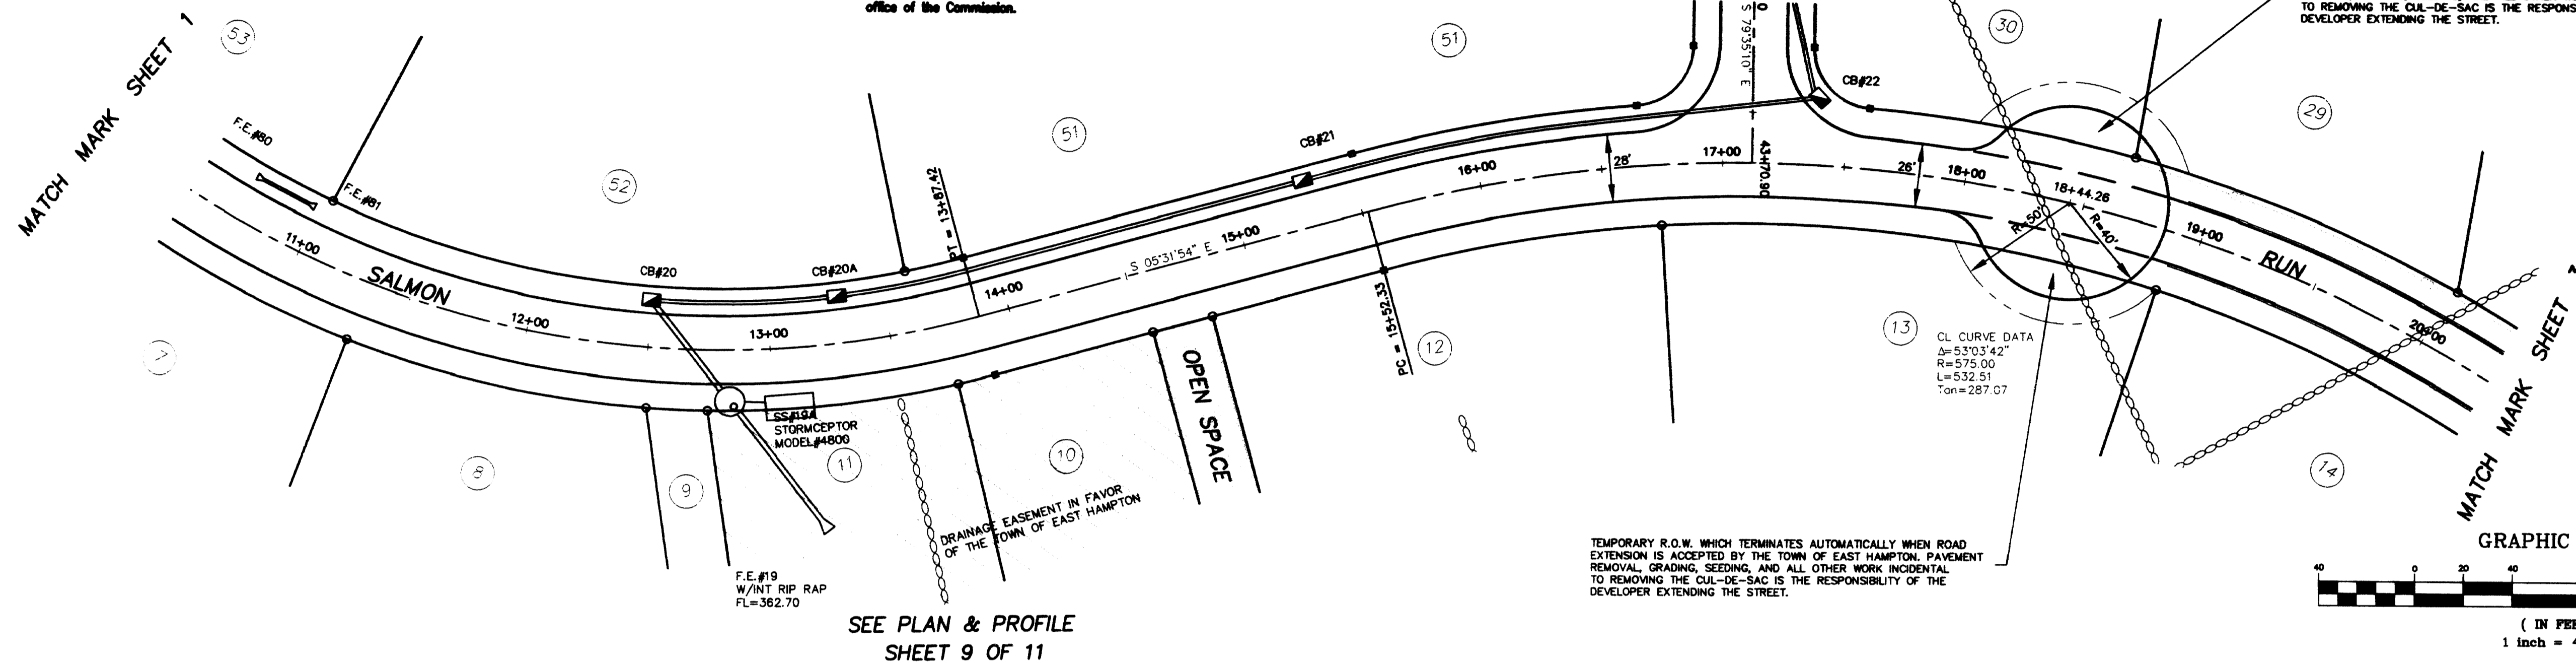 office of the Commission.
TO REMOVING THE CUL-DE-SAC IS THE
DEVELOPER EXTENDING THE STREET.
MATCH MARK SHEET 1
53
51
30
S 79°35'10" E
CB#22
29
F.E.#80
F.E.#81
52
51
CB#21
PT = 13+87.42
16+00
28'
17+00
43+70.90
26'
18+00
18+44.26
R=50'
R=40'
19+00
RUN
11+00
SALMON
CB#20
CB#20A
S 05°31'54" E
15+00
14+00
12+00
13+00
PC = 15+52.33
20+00
MATCH MARK SHEET
7
12
13
CL CURVE DATA
Δ=53°03'42"
R=575.00
L=532.51
Tan=287.07
OPEN SPACE
SS#19A
STORMCEPTOR
MODEL#4800
8
9
11
10
14
DRAINAGE EASEMENT IN FAVOR
OF THE TOWN OF EAST HAMPTON
F.E.#19
W/INT RIP RAP
FL=362.70
TEMPORARY R.O.W. WHICH TERMINATES AUTOMATICALLY WHEN ROAD
EXTENSION IS ACCEPTED BY THE TOWN OF EAST HAMPTON. PAVEMENT
REMOVAL, GRADING, SEEDING, AND ALL OTHER WORK INCIDENTAL
TO REMOVING THE CUL-DE-SAC IS THE RESPONSIBILITY OF THE
DEVELOPER EXTENDING THE STREET.
SEE PLAN & PROFILE
SHEET 9 OF 11
GRAPHIC
40 0 20 40
( IN
1 inch =